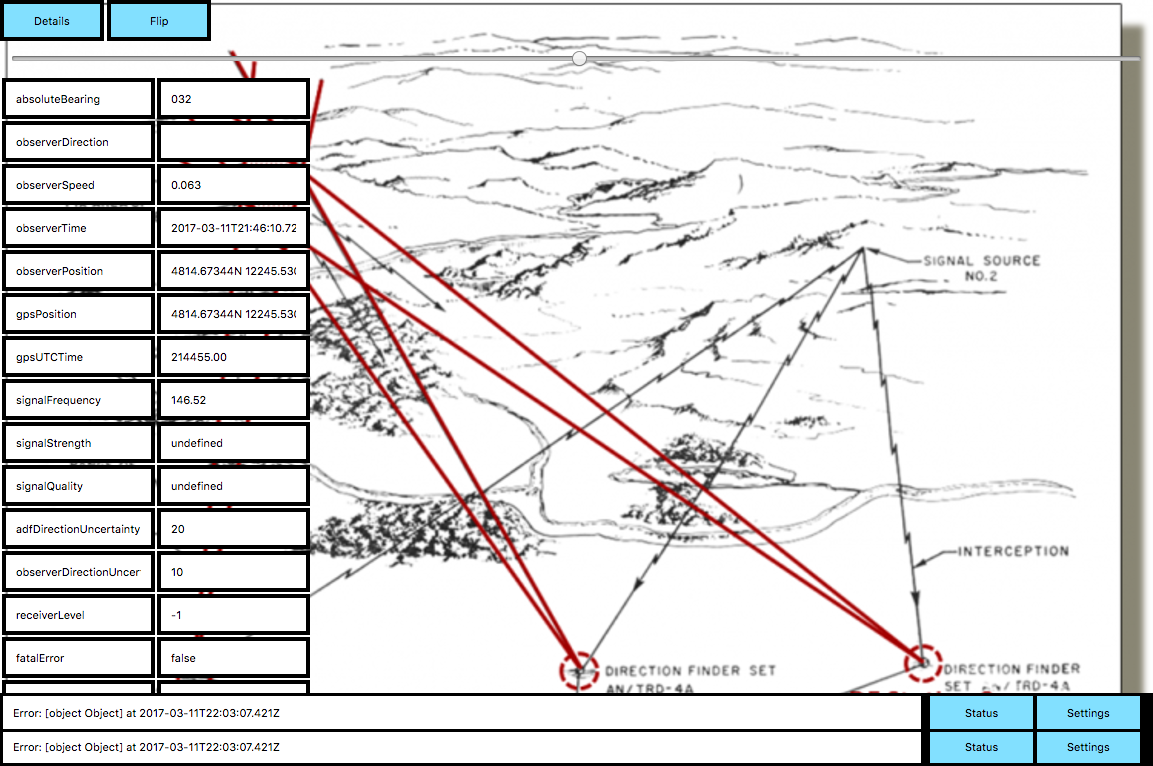 Details Flip
absoluteBearing 032
observerDirection
observerSpeed 0.063
observerTime 2017-03-11T21:46:10.72
observerPosition 4814.67344N 12245.530
gpsPosition 4814.67344N 12245.530
gpsUTCTime 214455.00
signalFrequency 146.52
signalStrength undefined
signalQuality undefined
adfDirectionUncertainty 20
observerDirectionUncer 10
receiverLevel -1
fatalError false
SIGNAL SOURCE
NO.2
INTERCEPTION
DIRECTION FINDER SET
AN/TRD-4A
DIRECTION FINDER
SET AN/TRD-4A
Error: [object Object] at 2017-03-11T22:03:07.421Z Status Settings
Error: [object Object] at 2017-03-11T22:03:07.421Z Status Settings